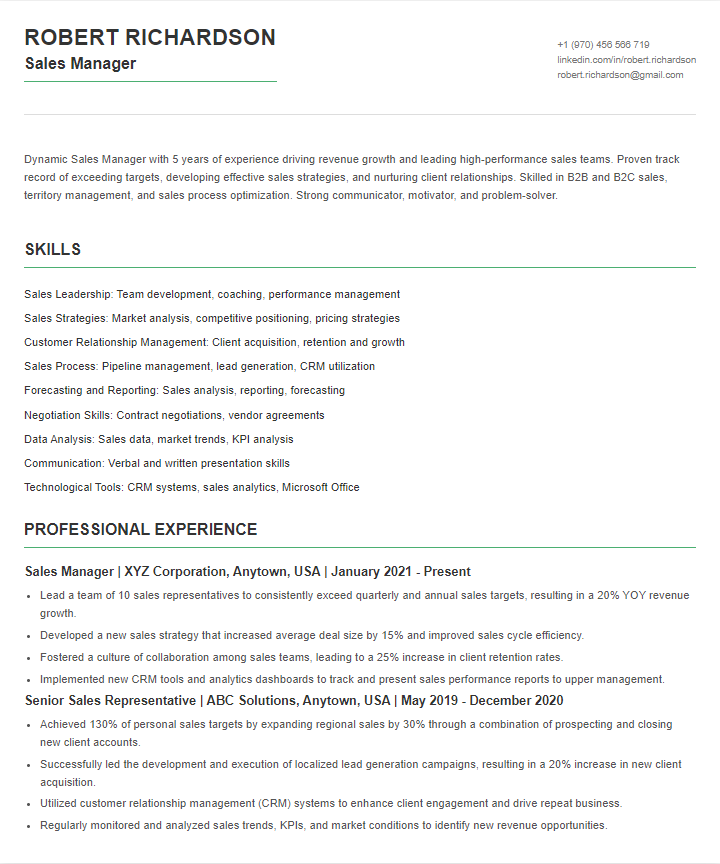 ROBERT RICHARDSON
Sales Manager
+1 (970) 456 566 719
linkedin.com/in/robert.richardson
robert.richardson@gmail.com
Dynamic Sales Manager with 5 years of experience driving revenue growth and leading high-performance sales teams. Proven track
record of exceeding targets, developing effective sales strategies, and nurturing client relationships. Skilled in B2B and B2C sales,
territory management, and sales process optimization. Strong communicator, motivator, and problem-solver.
SKILLS
Sales Leadership: Team development, coaching, performance management
Sales Strategies: Market analysis, competitive positioning, pricing strategies
Customer Relationship Management: Client acquisition, retention and growth
Sales Process: Pipeline management, lead generation, CRM utilization
Forecasting and Reporting: Sales analysis, reporting, forecasting
Negotiation Skills: Contract negotiations, vendor agreements
Data Analysis: Sales data, market trends, KPI analysis
Communication: Verbal and written presentation skills
Technological Tools: CRM systems, sales analytics, Microsoft Office
PROFESSIONAL EXPERIENCE
Sales Manager | XYZ Corporation, Anytown, USA | January 2021 - Present
• Lead a team of 10 sales representatives to consistently exceed quarterly and annual sales targets, resulting in a 20% YOY revenue
growth.
• Developed a new sales strategy that increased average deal size by 15% and improved sales cycle efficiency.
• Fostered a culture of collaboration among sales teams, leading to a 25% increase in client retention rates.
• Implemented new CRM tools and analytics dashboards to track and present sales performance reports to upper management.
Senior Sales Representative | ABC Solutions, Anytown, USA | May 2019 - December 2020
• Achieved 130% of personal sales targets by expanding regional sales by 30% through a combination of prospecting and closing
new client accounts.
• Successfully led the development and execution of localized lead generation campaigns, resulting in a 20% increase in new client
acquisition.
• Utilized customer relationship management (CRM) systems to enhance client engagement and drive repeat business.
• Regularly monitored and analyzed sales trends, KPIs, and market conditions to identify new revenue opportunities.